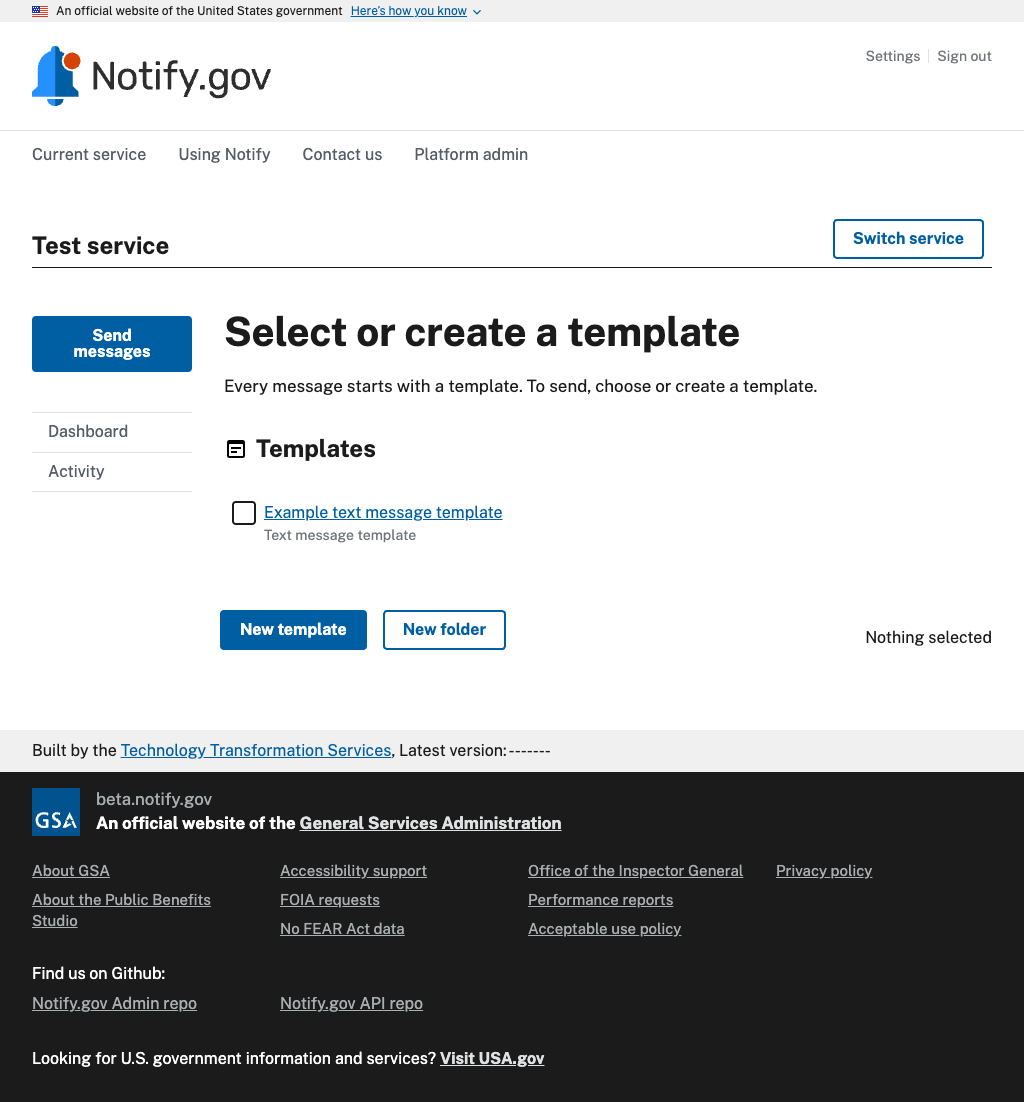 An official website of the United States government Here's how you know
Notify.gov
Settings Sign out
Current service Using Notify Contact us Platform admin
Test service
Switch service
Send
messages
Dashboard
Activity
Select or create a template
Every message starts with a template. To send, choose or create a template.
Templates
Example text message template
Text message template
New template New folder
Nothing selected
Built by the Technology Transformation Services, Latest version:-------
GSA
beta.notify.gov
An official website of the General Services Administration
About GSA
About the Public Benefits
Studio
Accessibility support
FOIA requests
No FEAR Act data
Office of the Inspector General
Performance reports
Acceptable use policy
Privacy policy
Find us on Github:
Notify.gov Admin repo Notify.gov API repo
Looking for U.S. government information and services? Visit USA.gov